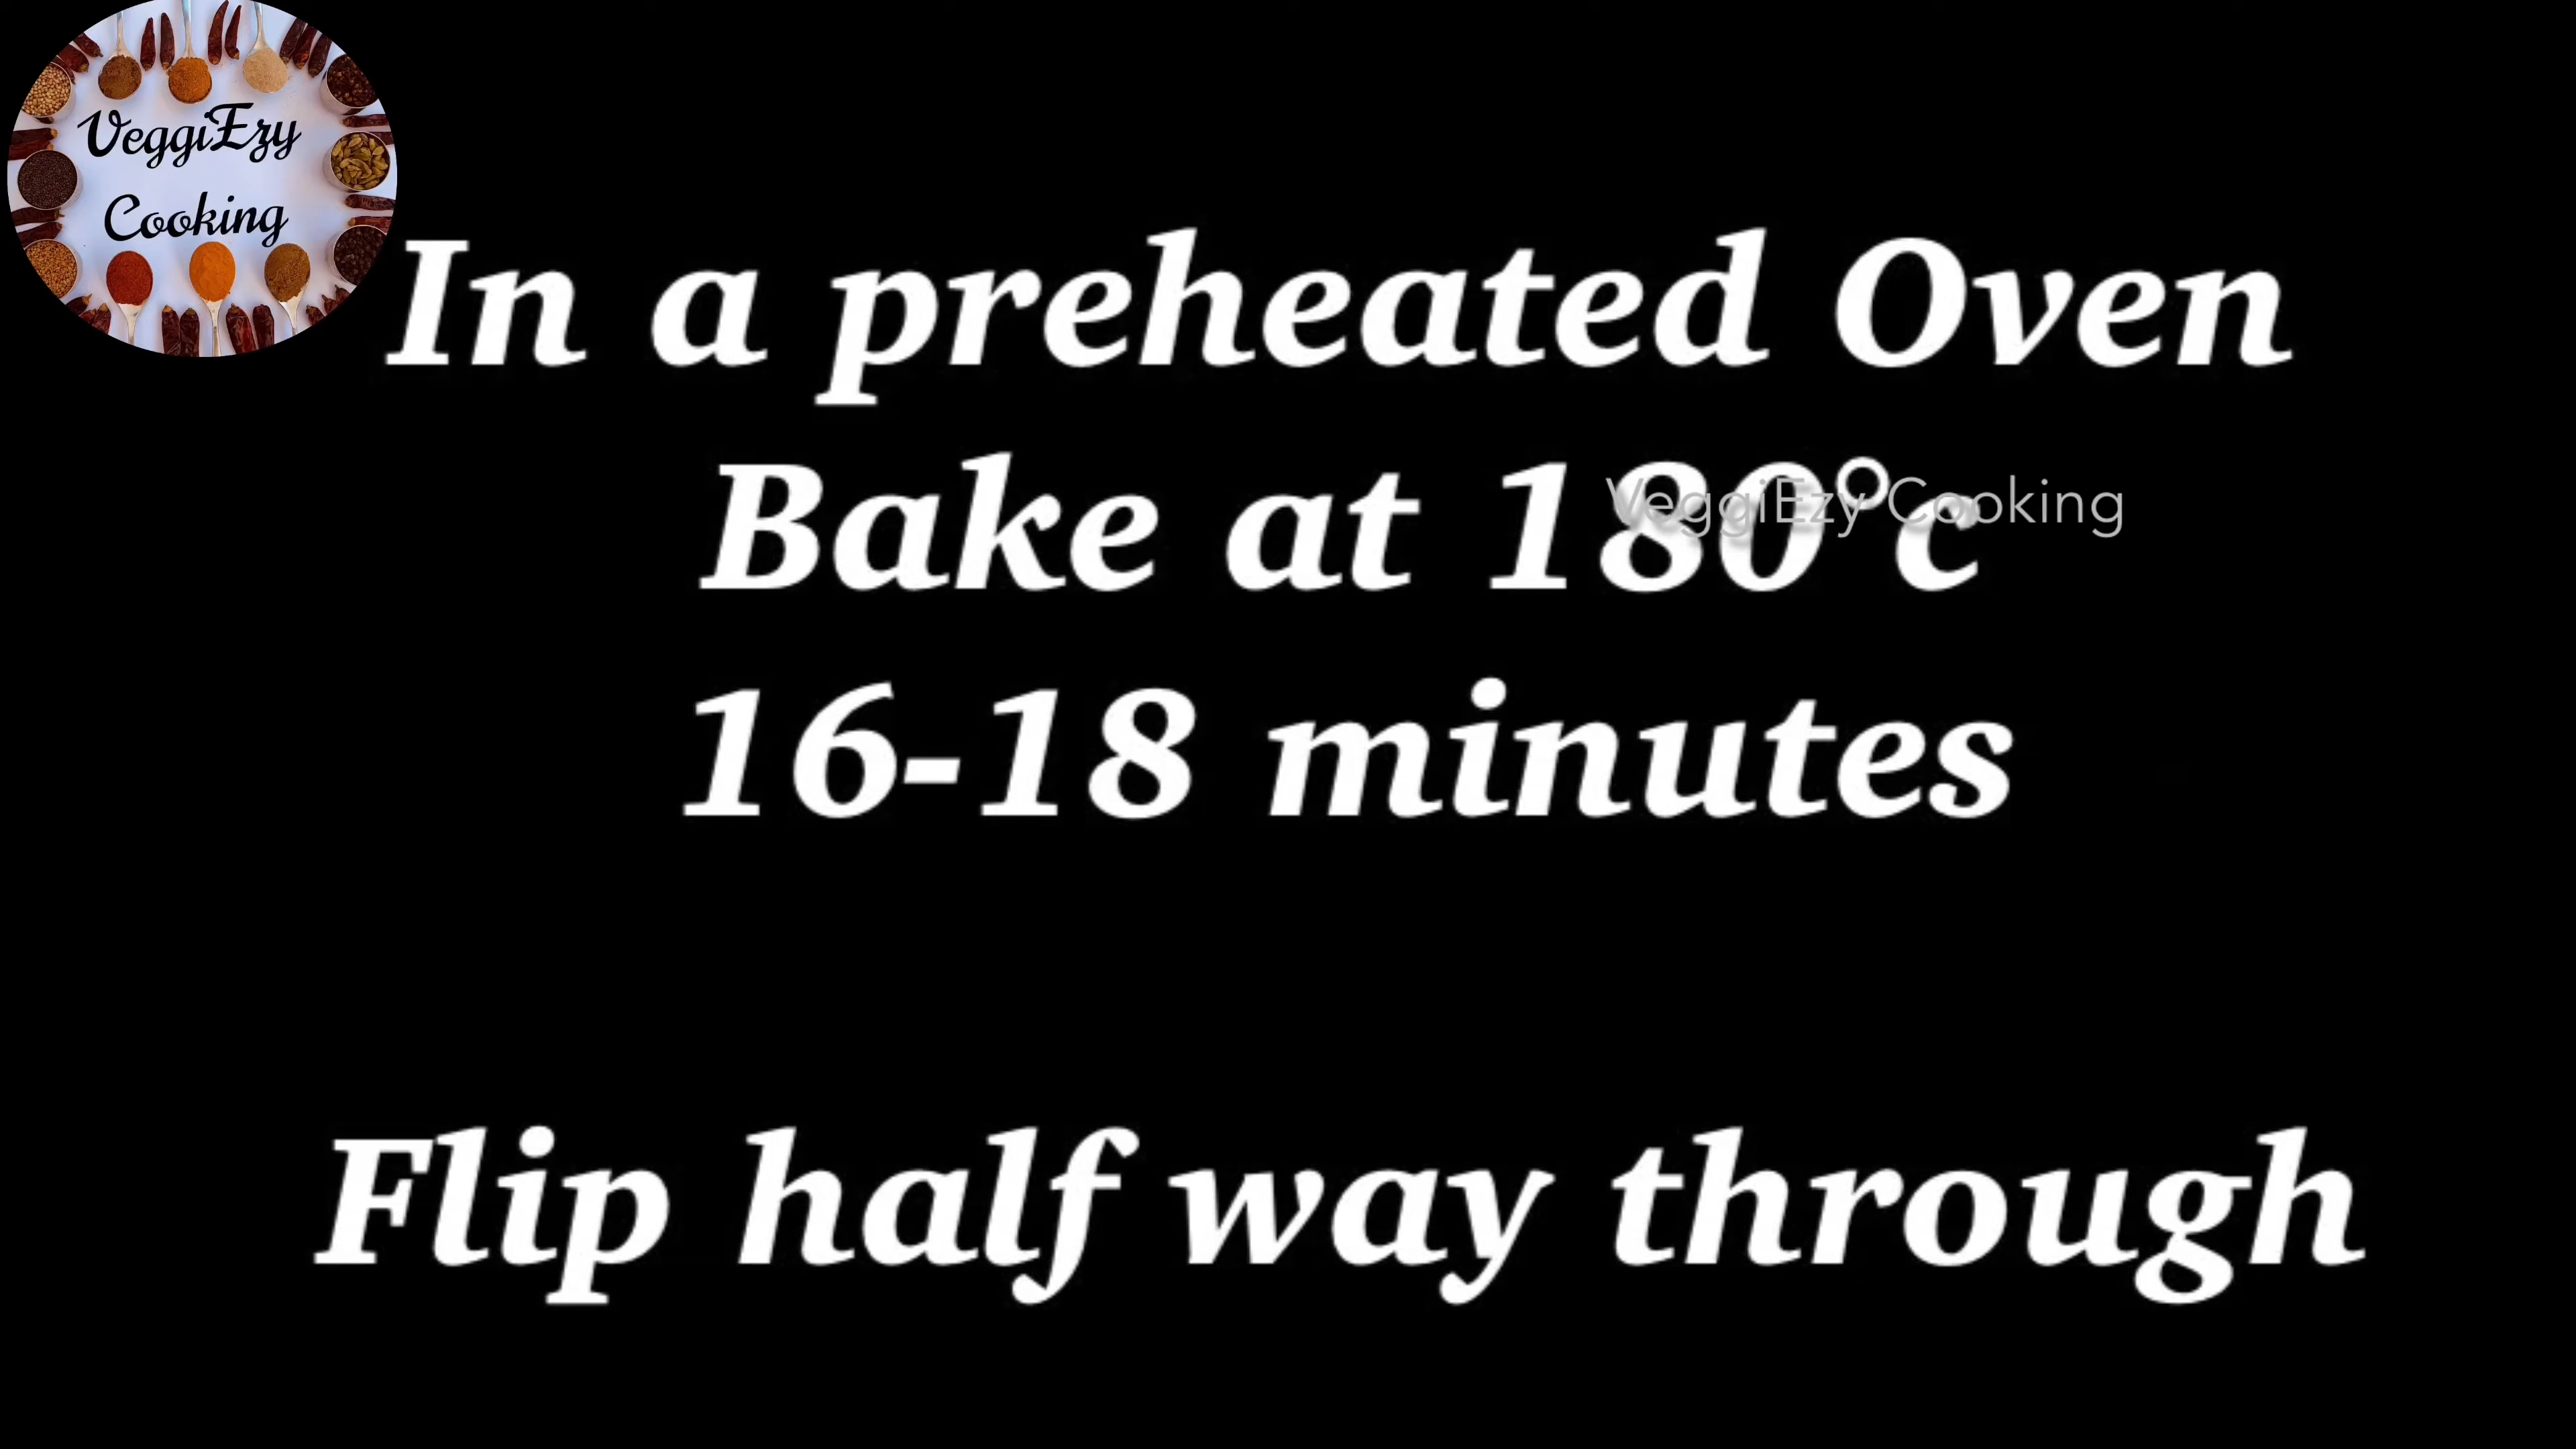 VeggiEzy
Cooking
In a preheated Oven
Bake at 180°c
VeggiEzy Cooking
16-18 minutes
Flip half way through